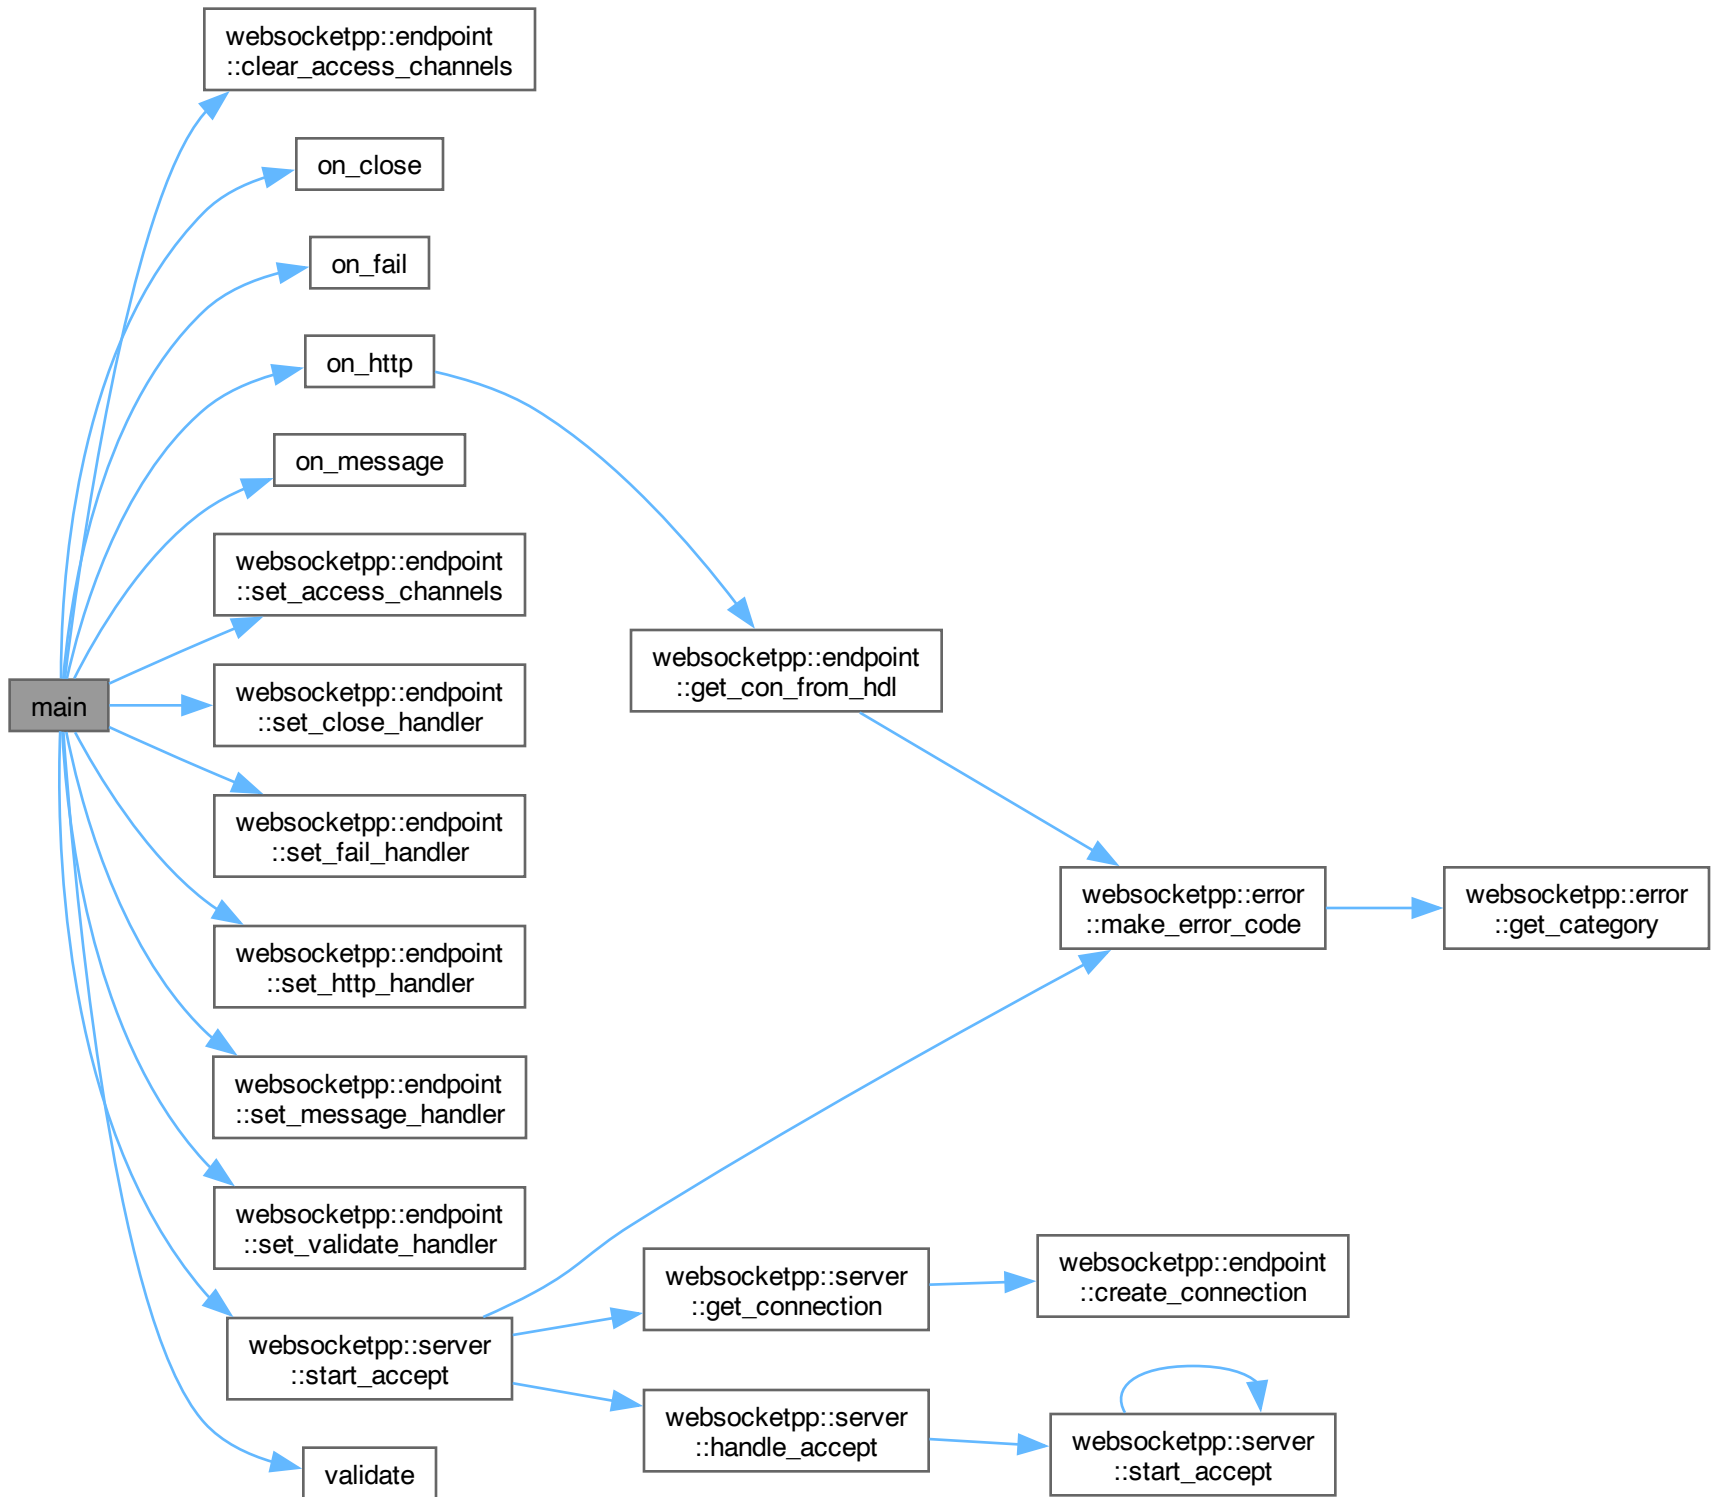 websocketpp::endpoint
::clear_access_channels
on_close
on_fail
on_http
on_message
websocketpp::endpoint
::set_access_channels
websocketpp::endpoint
::get_con_from_hdl
main
websocketpp::endpoint
::set_close_handler
websocketpp::endpoint
::set_fail_handler
websocketpp::error
::make_error_code
websocketpp::error
::get_category
websocketpp::endpoint
::set_http_handler
websocketpp::endpoint
::set_message_handler
websocketpp::endpoint
::set_validate_handler
websocketpp::server
::get_connection
websocketpp::endpoint
::create_connection
websocketpp::server
::start_accept
websocketpp::server
::handle_accept
websocketpp::server
::start_accept
validate